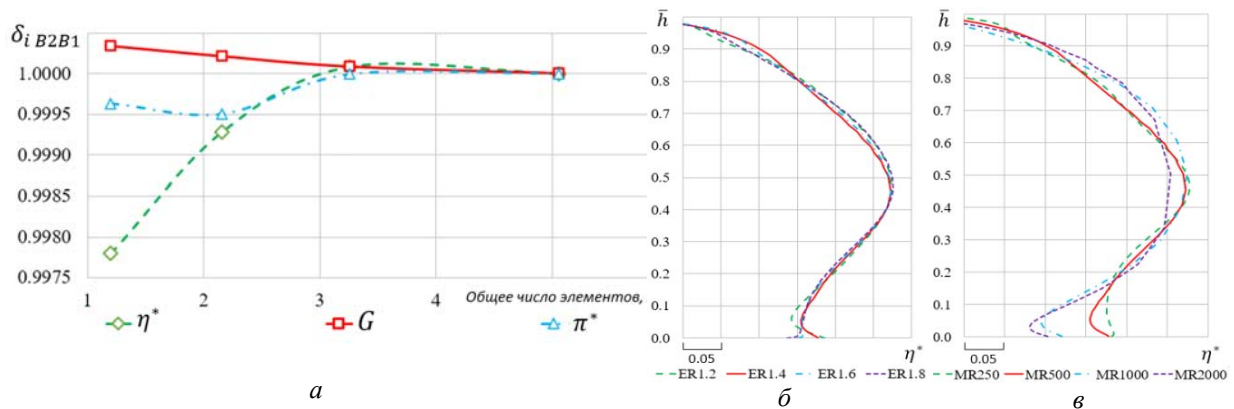 δi B2B1
1.0000
0.9995
0.9990
0.9985
0.9980
0.9975
1 2 3 4 Общее число элементов,
η* G π*
а
h̅
0.9
0.8
0.7
0.6
0.5
0.4
0.3
0.2
0.1
0.0
0.05 η*
ER1.2 ER1.4 ER1.6 ER1.8
б
h̅
0.9
0.8
0.7
0.6
0.5
0.4
0.3
0.2
0.1
0.0
0.05 η*
MR250 MR500 MR1000 MR2000
в